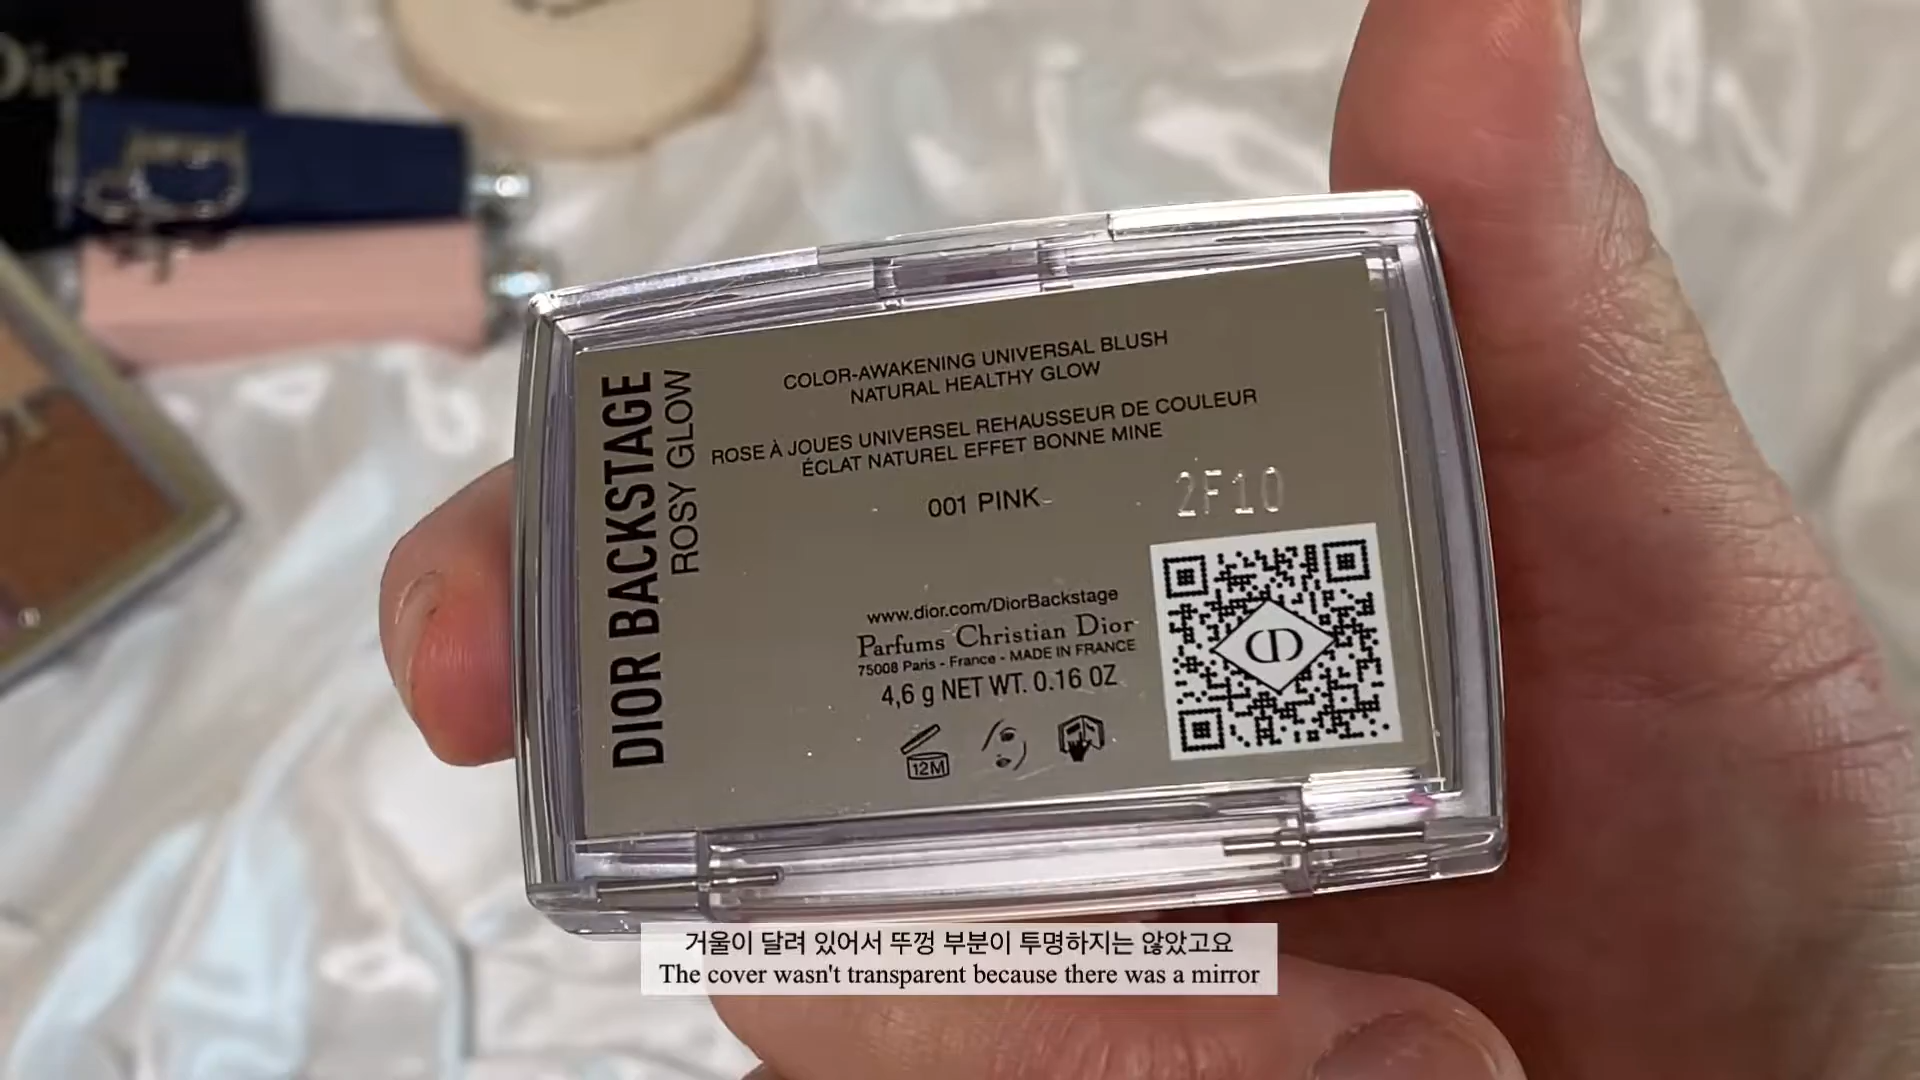 Dior
DIOR BACKSTAGE
ROSY GLOW
COLOR-AWAKENING UNIVERSAL BLUSH
NATURAL HEALTHY GLOW
ROSE À JOUES UNIVERSEL REHAUSSEUR DE COULEUR
ÉCLAT NATUREL EFFET BONNE MINE
001 PINK
2F10
www.dior.com/DiorBackstage
Parfums Christian Dior
75008 Paris - France - MADE IN FRANCE
4,6 g NET WT. 0.16 OZ
12M
CD
거울이 달려 있어서 뚜껑 부분이 투명하지는 않았고요
The cover wasn't transparent because there was a mirror